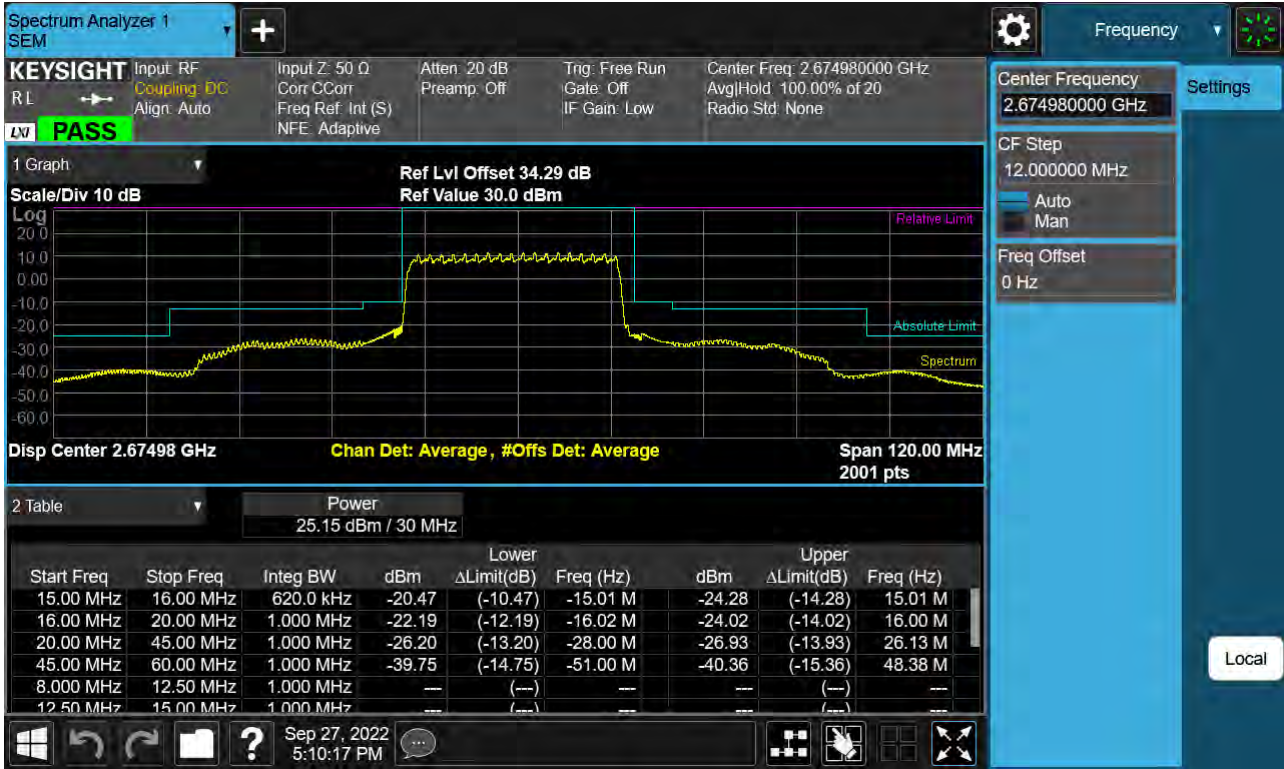 Spectrum Analyzer 1
SEM
+
Frequency
KEYSIGHT
RL
LXI
PASS
Input: RF
Coupling: DC
Align: Auto
Input Z: 50 Ω
Corr CCorr
Freq Ref: Int (S)
NFE: Adaptive
Atten: 20 dB
Preamp: Off
Trig: Free Run
Gate: Off
IF Gain: Low
Center Freq: 2.674980000 GHz
Avg|Hold: 100.00% of 20
Radio Std: None
Center Frequency
2.674980000 GHz
Settings
CF Step
12.000000 MHz
Auto
Man
Freq Offset
0 Hz
1 Graph
Ref Lvl Offset 34.29 dB
Scale/Div 10 dB
Ref Value 30.0 dBm
Log
Relative Limit
20.0
10.0
0.00
-10.0
-20.0
Absolute Limit
-30.0
Spectrum
-40.0
-50.0
-60.0
Disp Center 2.67498 GHz
Chan Det: Average, #Offs Det: Average
Span 120.00 MHz
2001 pts
2 Table
Power
25.15 dBm / 30 MHz
Lower Upper
Start Freq Stop Freq Integ BW dBm ΔLimit(dB) Freq (Hz) dBm ΔLimit(dB) Freq (Hz)
15.00 MHz 16.00 MHz 620.0 kHz -20.47 (-10.47) -15.01 M -24.28 (-14.28) 15.01 M
16.00 MHz 20.00 MHz 1.000 MHz -22.19 (-12.19) -16.02 M -24.02 (-14.02) 16.00 M
20.00 MHz 45.00 MHz 1.000 MHz -26.20 (-13.20) -28.00 M -26.93 (-13.93) 26.13 M
45.00 MHz 60.00 MHz 1.000 MHz -39.75 (-14.75) -51.00 M -40.36 (-15.36) 48.38 M
8.000 MHz 12.50 MHz 1.000 MHz --- (---) --- --- (---) ---
12.50 MHz 15.00 MHz 1.000 MHz --- (---) --- --- (---) ---
Local
?
Sep 27, 2022
5:10:17 PM